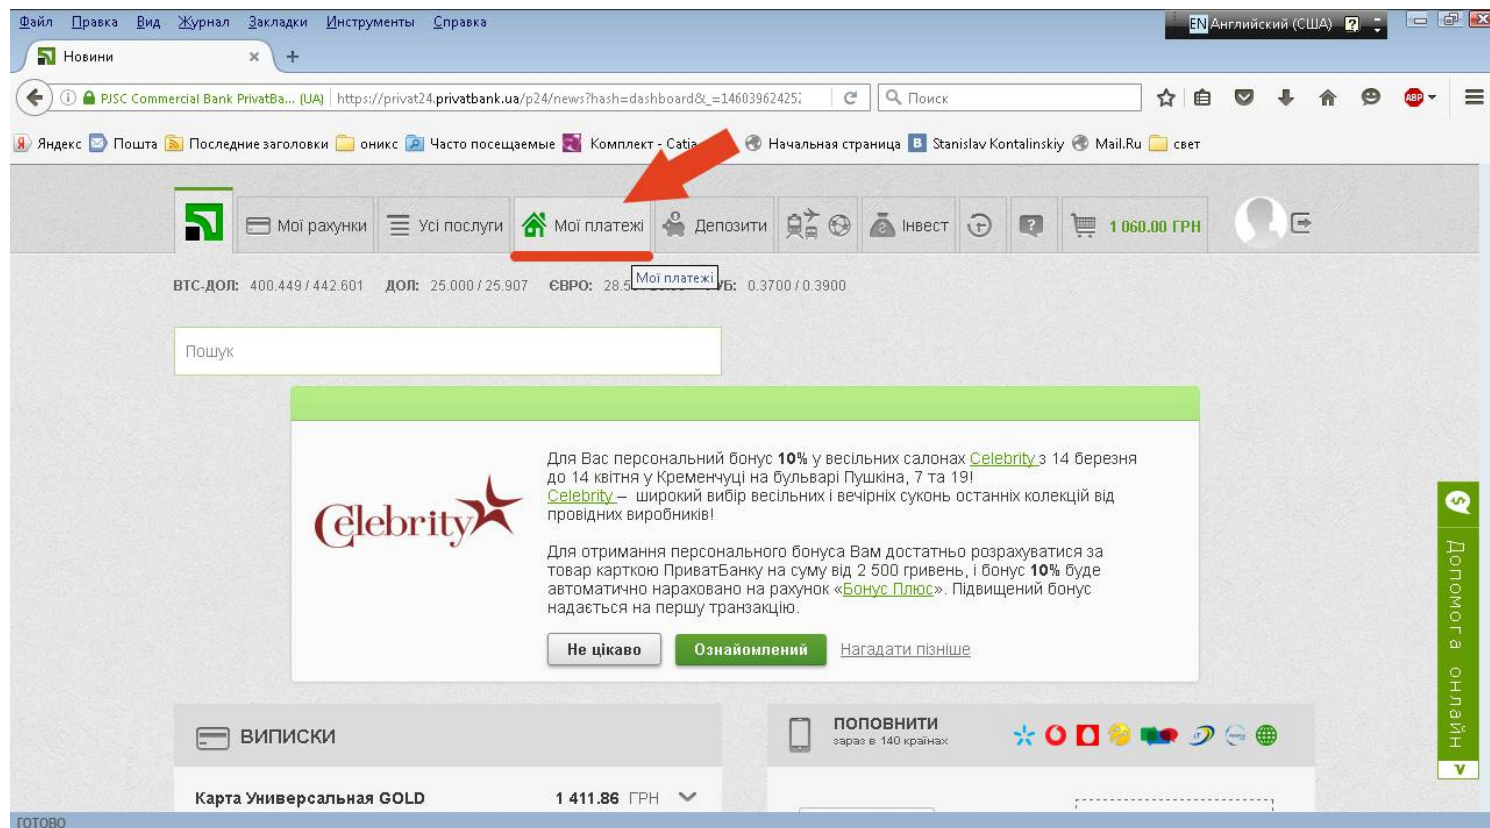 Файл Правка Вид Журнал Закладки Инструменты Справка
EN Английский (США)
Новини
PJSC Commercial Bank PrivatBa... (UA) https://privat24.privatbank.ua/p24/news?hash=dashboard&_=14603962425
Поиск
ABP
Яндекс Пошта Последние заголовки оникс Часто посещаемые Комплект - Catia Начальная страница Stanislav Kontalinskiy Mail.Ru свет
Мої рахунки Усі послуги Мої платежі Депозити Інвест 1 060.00 ГРН
Мої платежі
BTC-ДОЛ: 400.449 / 442.601 ДОЛ: 25.000 / 25.907 ЄВРО: 0.3700 / 0.3900
Пошук
Celebrity
Для Вас персональний бонус 10% у весільних салонах Celebrity з 14 березня
до 14 квітня у Кременчуці на бульварі Пушкіна, 7 та 19!
Celebrity – широкий вибір весільних і вечірніх суконь останніх колекцій від
провідних виробників!
Для отримання персонального бонуса Вам достатньо розрахуватися за
товар карткою ПриватБанку на суму від 2 500 гривень, і бонус 10% буде
автоматично нараховано на рахунок «Бонус Плюс». Підвищений бонус
надається на першу транзакцію.
Не цікаво Ознайомлений Нагадати пізніше
Допомога онлайн
ВИПИСКИ
ПОПОВНИТИ
зараз в 140 країнах
Карта Универсальная GOLD 1 411.86 ГРН
готово